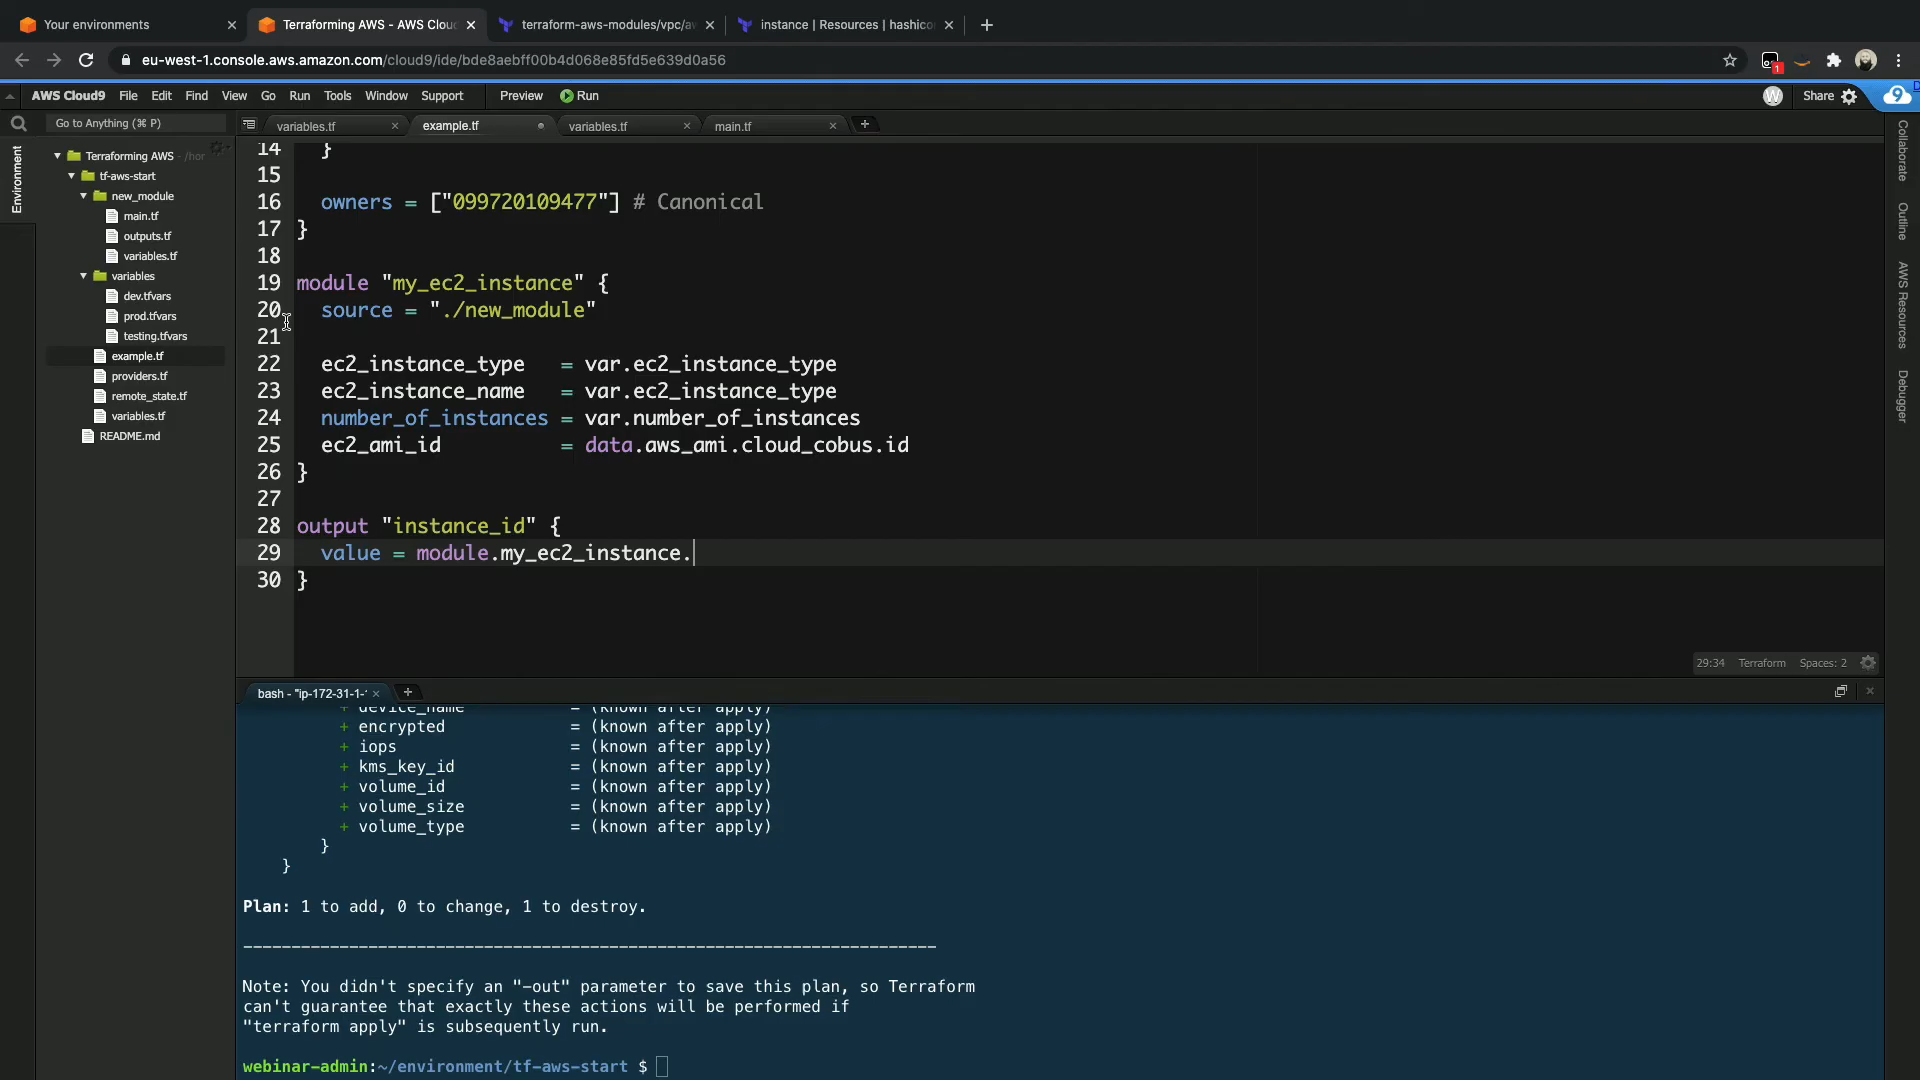 Your environments
Terraforming AWS - AWS Clou
terraform-aws-modules/vpc/a
instance | Resources | hashico
eu-west-1.console.aws.amazon.com/cloud9/ide/bde8aebff00b4d068e85fd5e639d0a56
1
AWS Cloud9 File Edit Find View Go Run Tools Window Support Preview Run
W Share
9
Go to Anything (⌘ P)
variables.tf
example.tf
variables.tf
main.tf
Environment
Terraforming AWS - /hor
tf-aws-start
new_module
main.tf
outputs.tf
variables.tf
variables
dev.tfvars
prod.tfvars
testing.tfvars
example.tf
providers.tf
remote_state.tf
variables.tf
README.md
14 }
15
16 owners = ["099720109477"] # Canonical
17 }
18
19 module "my_ec2_instance" {
20 source = "./new_module"
21
22 ec2_instance_type = var.ec2_instance_type
23 ec2_instance_name = var.ec2_instance_type
24 number_of_instances = var.number_of_instances
25 ec2_ami_id = data.aws_ami.cloud_cobus.id
26 }
27
28 output "instance_id" {
29 value = module.my_ec2_instance.
30 }
29:34 Terraform Spaces: 2
Collaborate
Outline
AWS Resources
Debugger
bash - "ip-172-31-1-
+ device_name = (known after apply)
+ encrypted = (known after apply)
+ iops = (known after apply)
+ kms_key_id = (known after apply)
+ volume_id = (known after apply)
+ volume_size = (known after apply)
+ volume_type = (known after apply)
}
}
Plan: 1 to add, 0 to change, 1 to destroy.
------------------------------------------------------------------------
Note: You didn't specify an "-out" parameter to save this plan, so Terraform
can't guarantee that exactly these actions will be performed if
"terraform apply" is subsequently run.
webinar-admin:~/environment/tf-aws-start $